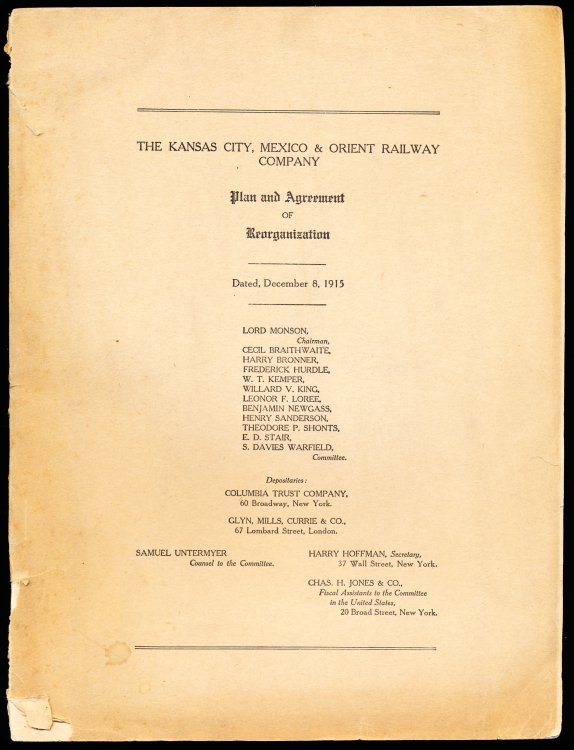 THE KANSAS CITY, MEXICO & ORIENT RAILWAY
COMPANY
Plan and Agreement
OF
Reorganization
Dated, December 8, 1915
LORD MONSON,
Chairman,
CECIL BRAITHWAITE,
HARRY BRONNER,
FREDERICK HURDLE,
W. T. KEMPER,
WILLARD V. KING,
LEONOR F. LOREE,
BENJAMIN NEWGASS,
HENRY SANDERSON,
THEODORE P. SHONTS,
E. D. STAIR,
S. DAVIES WARFIELD,
Committee.
Depositaries:
COLUMBIA TRUST COMPANY,
60 Broadway, New York.
GLYN, MILLS, CURRIE & CO.,
67 Lombard Street, London.
SAMUEL UNTERMYER
Counsel to the Committee.
HARRY HOFFMAN, Secretary,
37 Wall Street, New York.
CHAS. H. JONES & CO.,
Fiscal Assistants to the Committee
in the United States,
20 Broad Street, New York.